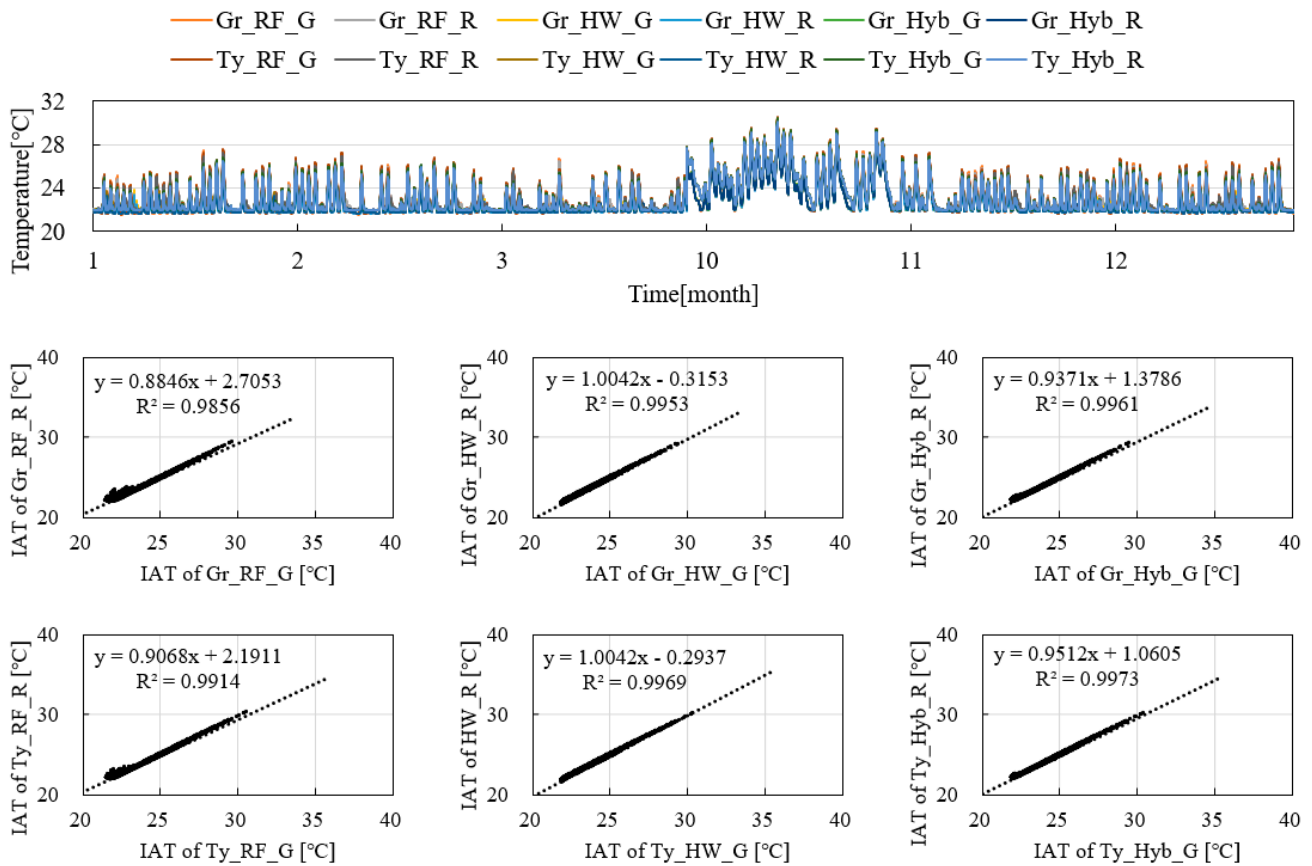 Gr_RF_G Gr_RF_R Gr_HW_G Gr_HW_R Gr_Hyb_G Gr_Hyb_R
Ty_RF_G Ty_RF_R Ty_HW_G Ty_HW_R Ty_Hyb_G Ty_Hyb_R
Temperature[°C]
32
28
24
20
1 2 3 10 11 12
Time[month]
IAT of Gr_RF_R [°C]
40
30
20
y = 0.8846x + 2.7053
R² = 0.9856
20 25 30 35 40
IAT of Gr_RF_G [°C]
IAT of Gr_HW_R [°C]
40
30
20
y = 1.0042x - 0.3153
R² = 0.9953
20 25 30 35 40
IAT of Gr_HW_G [°C]
IAT of Gr_Hyb_R [°C]
40
30
20
y = 0.9371x + 1.3786
R² = 0.9961
20 25 30 35 40
IAT of Gr_Hyb_G [°C]
IAT of Ty_RF_R [°C]
40
30
20
y = 0.9068x + 2.1911
R² = 0.9914
20 25 30 35 40
IAT of Ty_RF_G [°C]
IAT of HW_R [°C]
40
30
20
y = 1.0042x - 0.2937
R² = 0.9969
20 25 30 35 40
IAT of Ty_HW_G [°C]
IAT of Ty_Hyb_R [°C]
40
30
20
y = 0.9512x + 1.0605
R² = 0.9973
20 25 30 35 40
IAT of Ty_Hyb_G [°C]